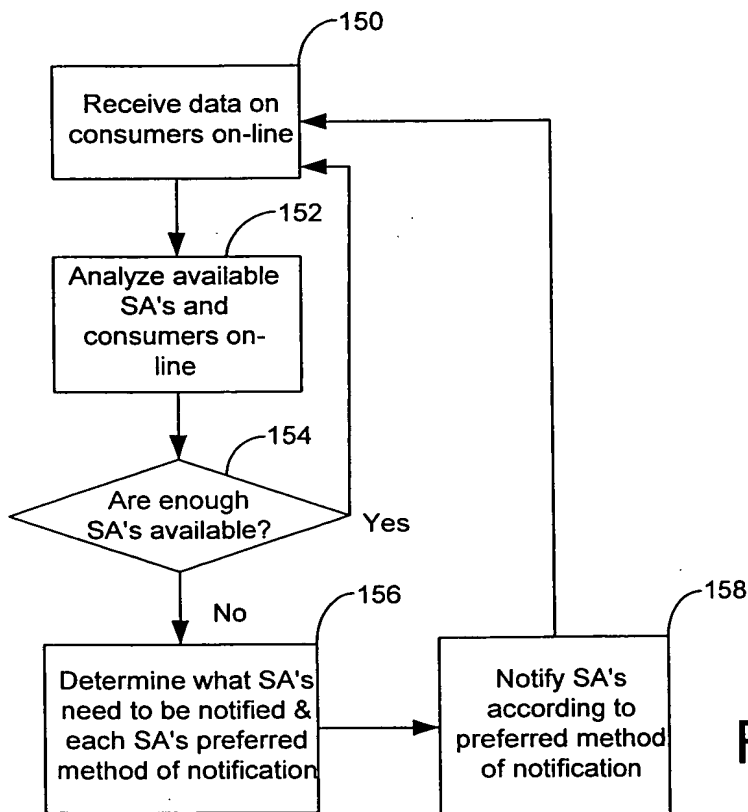 150
Receive data on
consumers on-line
152
Analyze available
SA's and
consumers on-
line
154
Are enough
SA's available?
Yes
No
156
Determine what SA's
need to be notified &
each SA's preferred
method of notification
158
Notify SA's
according to
preferred method
of notification
F